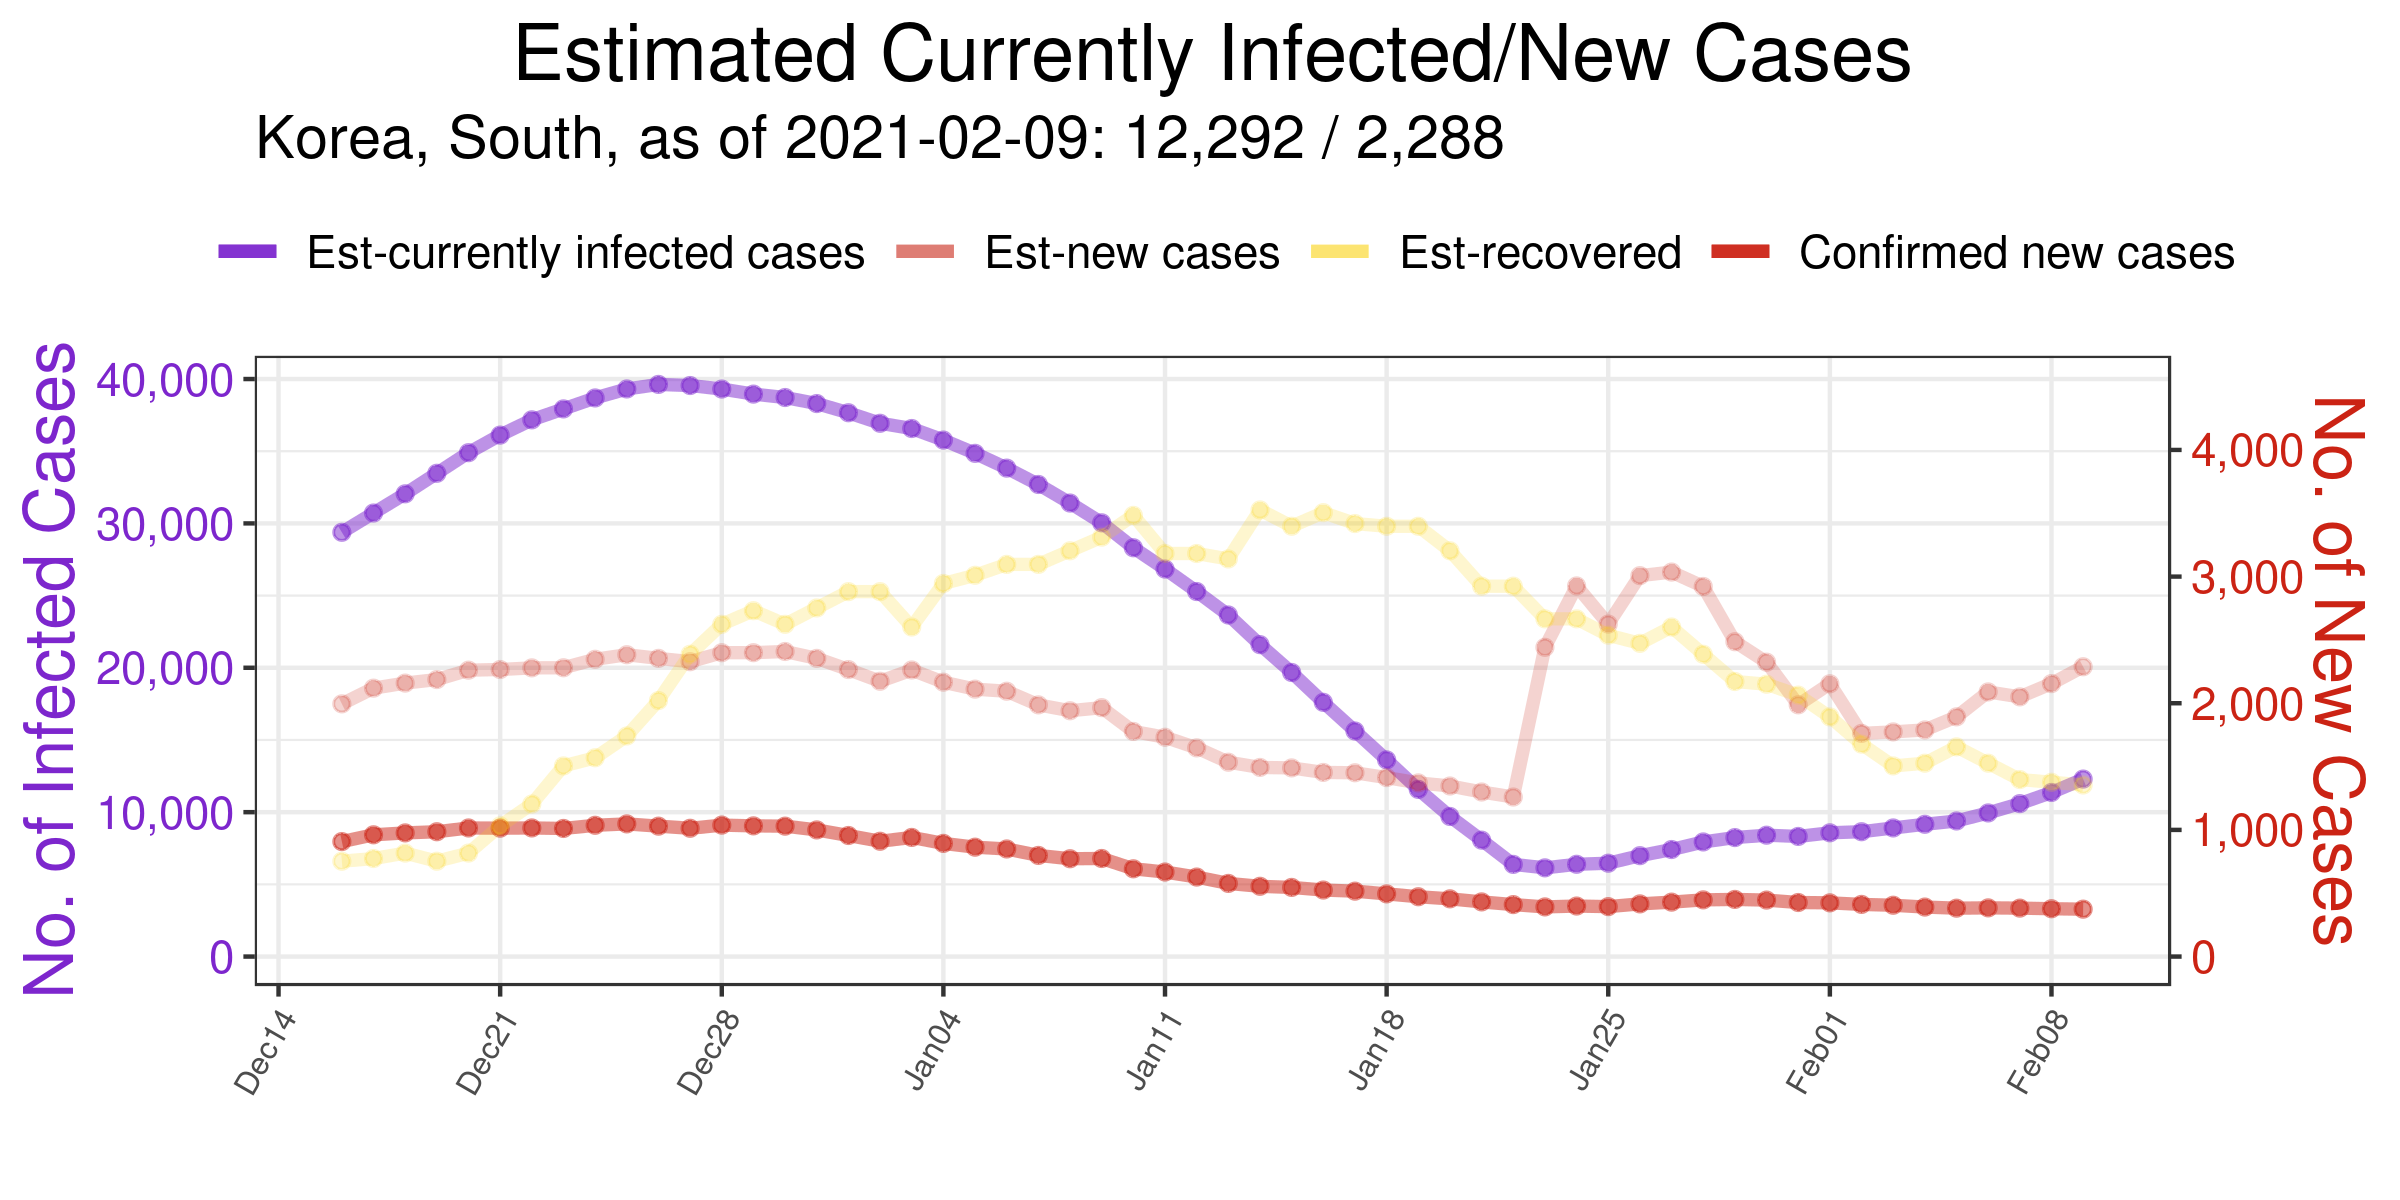 Estimated Currently Infected/New Cases
Korea, South, as of 2021-02-09: 12,292 / 2,288
Est-currently infected cases Est-new cases Est-recovered Confirmed new cases
No. of Infected Cases
40,000
30,000
20,000
10,000
0
4,000
3,000
2,000
1,000
0
No. of New Cases
Dec14 Dec21 Dec28 Jan04 Jan11 Jan18 Jan25 Feb01 Feb08